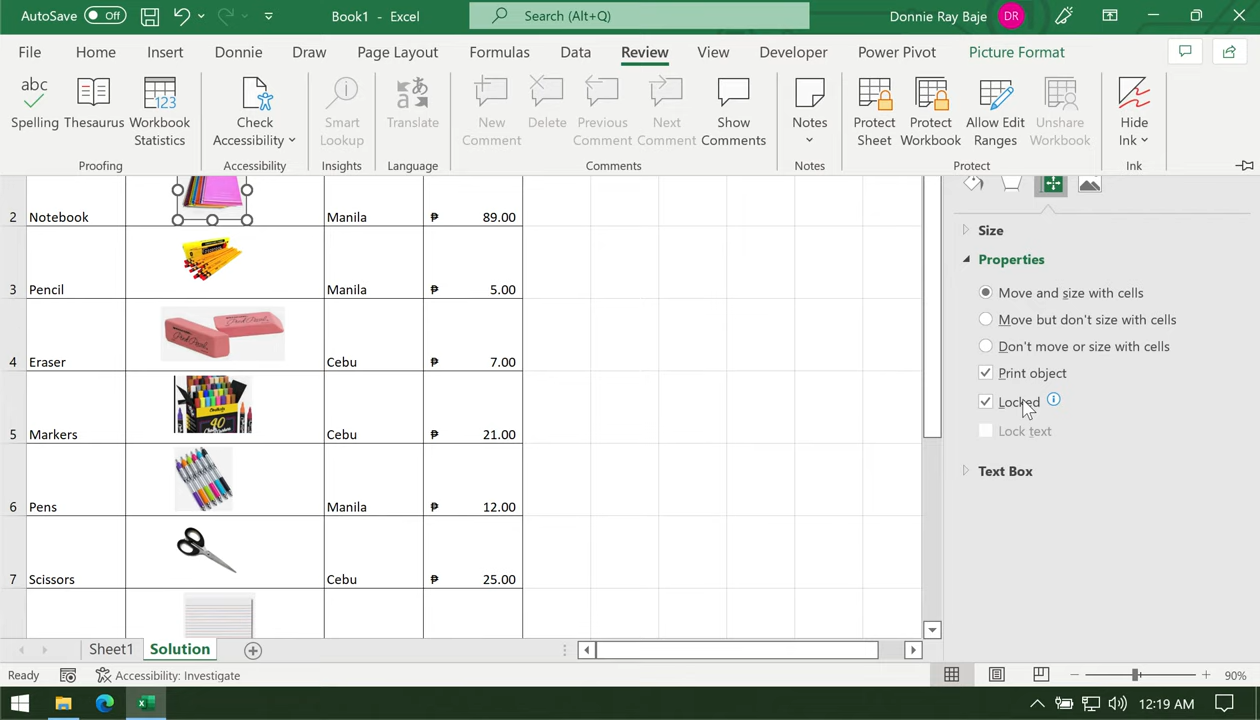 AutoSave Off Book1 - Excel Search (Alt+Q) Donnie Ray Baje DR
File Home Insert Donnie Draw Page Layout Formulas Data Review View Developer Power Pivot Picture Format
abc 123
Spelling Thesaurus Workbook Statistics Check Accessibility Smart Lookup Translate New Comment Delete Previous Comment Next Comment Show Comments Notes Protect Sheet Protect Workbook Allow Edit Ranges Unshare Workbook Hide Ink
Proofing Accessibility Insights Language Comments Notes Protect Ink
2 Notebook Manila ₱ 89.00
3 Pencil Manila ₱ 5.00
4 Eraser Cebu ₱ 7.00
5 Markers Cebu ₱ 21.00
6 Pens Manila ₱ 12.00
7 Scissors Cebu ₱ 25.00
Size
Properties
Move and size with cells
Move but don't size with cells
Don't move or size with cells
Print object
Locked
Lock text
Text Box
Sheet1 Solution
Ready Accessibility: Investigate 90%
12:19 AM